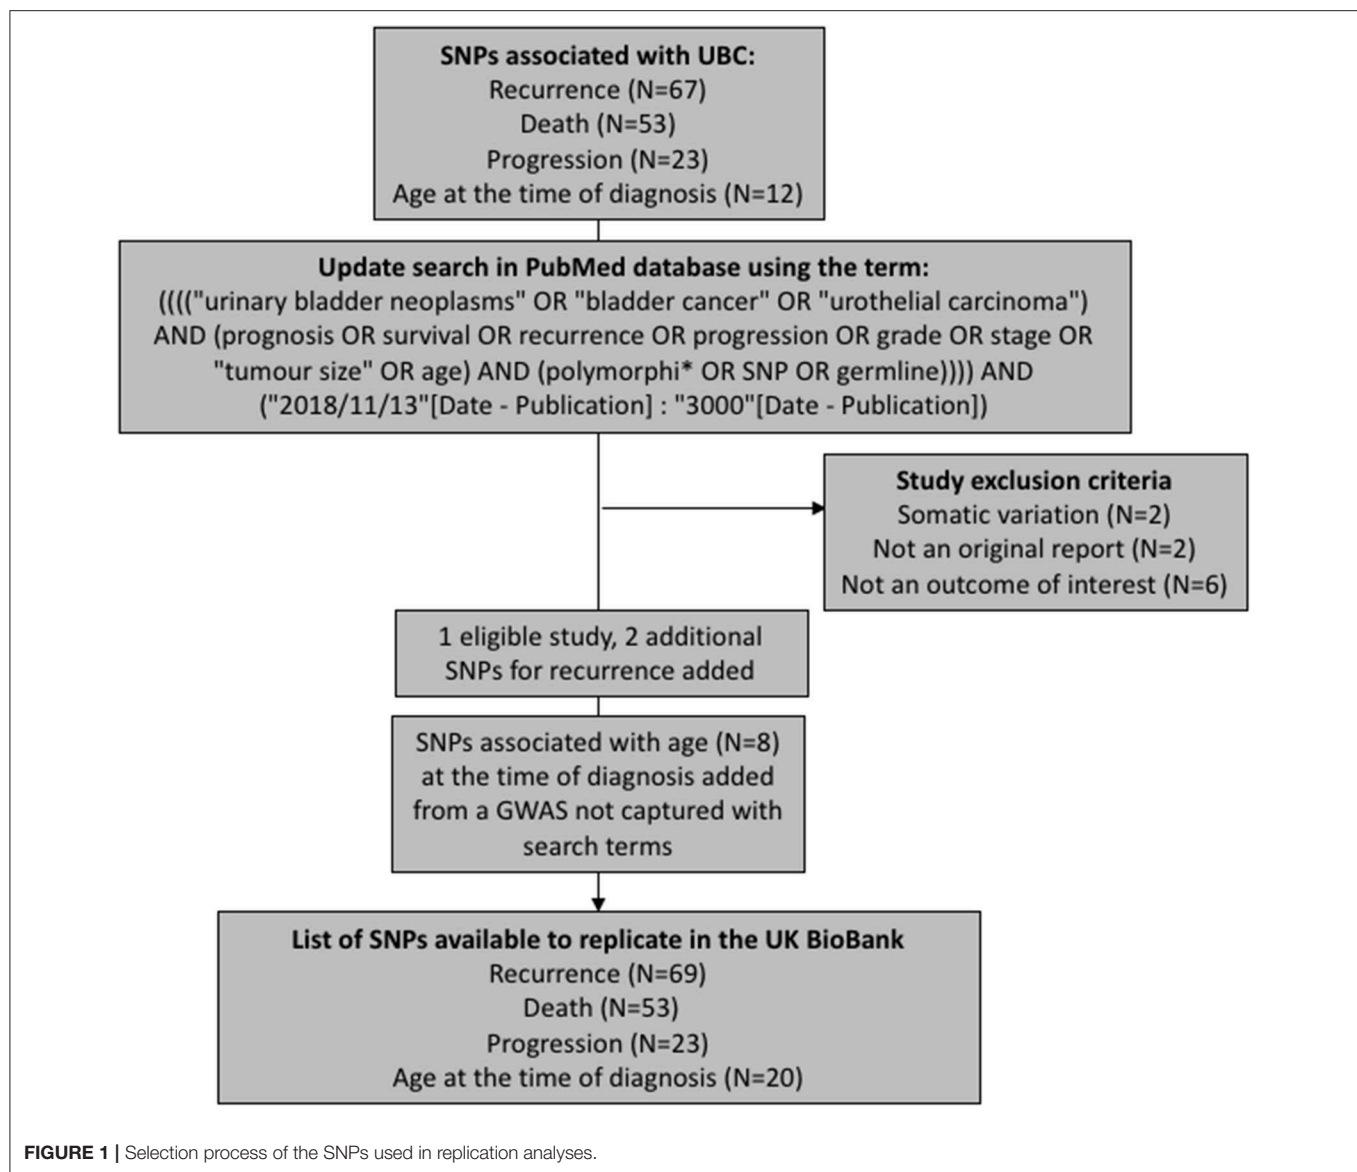 SNPs associated with UBC:
Recurrence (N=67)
Death (N=53)
Progression (N=23)
Age at the time of diagnosis (N=12)
Update search in PubMed database using the term:
(((("urinary bladder neoplasms" OR "bladder cancer" OR "urothelial carcinoma")
AND (prognosis OR survival OR recurrence OR progression OR grade OR stage OR
"tumour size" OR age) AND (polymorphi* OR SNP OR germline)))) AND
("2018/11/13"[Date - Publication] : "3000"[Date - Publication])
Study exclusion criteria
Somatic variation (N=2)
Not an original report (N=2)
Not an outcome of interest (N=6)
1 eligible study, 2 additional
SNPs for recurrence added
SNPs associated with age (N=8)
at the time of diagnosis added
from a GWAS not captured with
search terms
List of SNPs available to replicate in the UK BioBank
Recurrence (N=69)
Death (N=53)
Progression (N=23)
Age at the time of diagnosis (N=20)
FIGURE 1 | Selection process of the SNPs used in replication analyses.